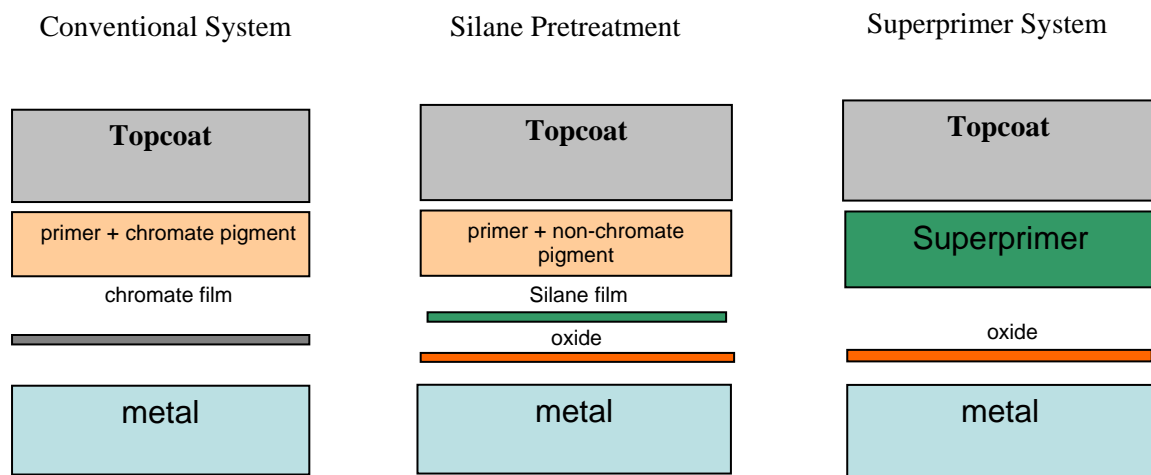 Conventional System
Silane Pretreatment
Superprimer System
Topcoat
Topcoat
Topcoat
primer + chromate pigment
primer + non-chromate
pigment
Superprimer
chromate film
Silane film
oxide
oxide
metal
metal
metal